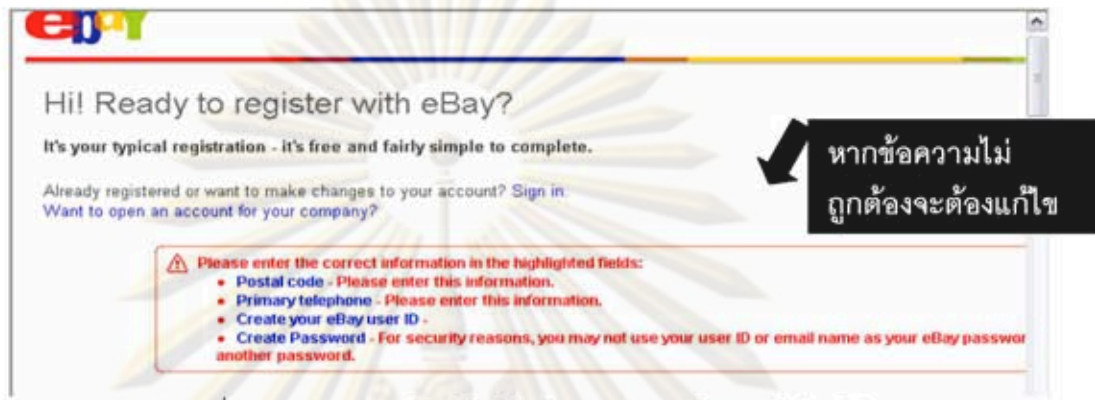 ebay
Hi! Ready to register with eBay?
It's your typical registration - it's free and fairly simple to complete.
Already registered or want to make changes to your account? Sign in.
Want to open an account for your company?
หากข้อความไม่
ถูกต้องจะต้องแก้ไข
Please enter the correct information in the highlighted fields:
• Postal code - Please enter this information.
• Primary telephone - Please enter this information.
• Create your eBay user ID -
• Create Password - For security reasons, you may not use your user ID or email name as your eBay passwor
another password.